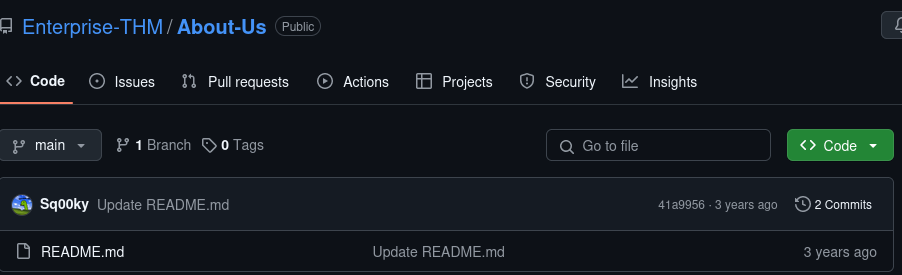 Enterprise-THM / About-Us Public
Code Issues Pull requests Actions Projects Security Insights
main 1 Branch 0 Tags Go to file Code
Sq00ky Update README.md 41a9956 · 3 years ago 2 Commits
README.md Update README.md 3 years ago